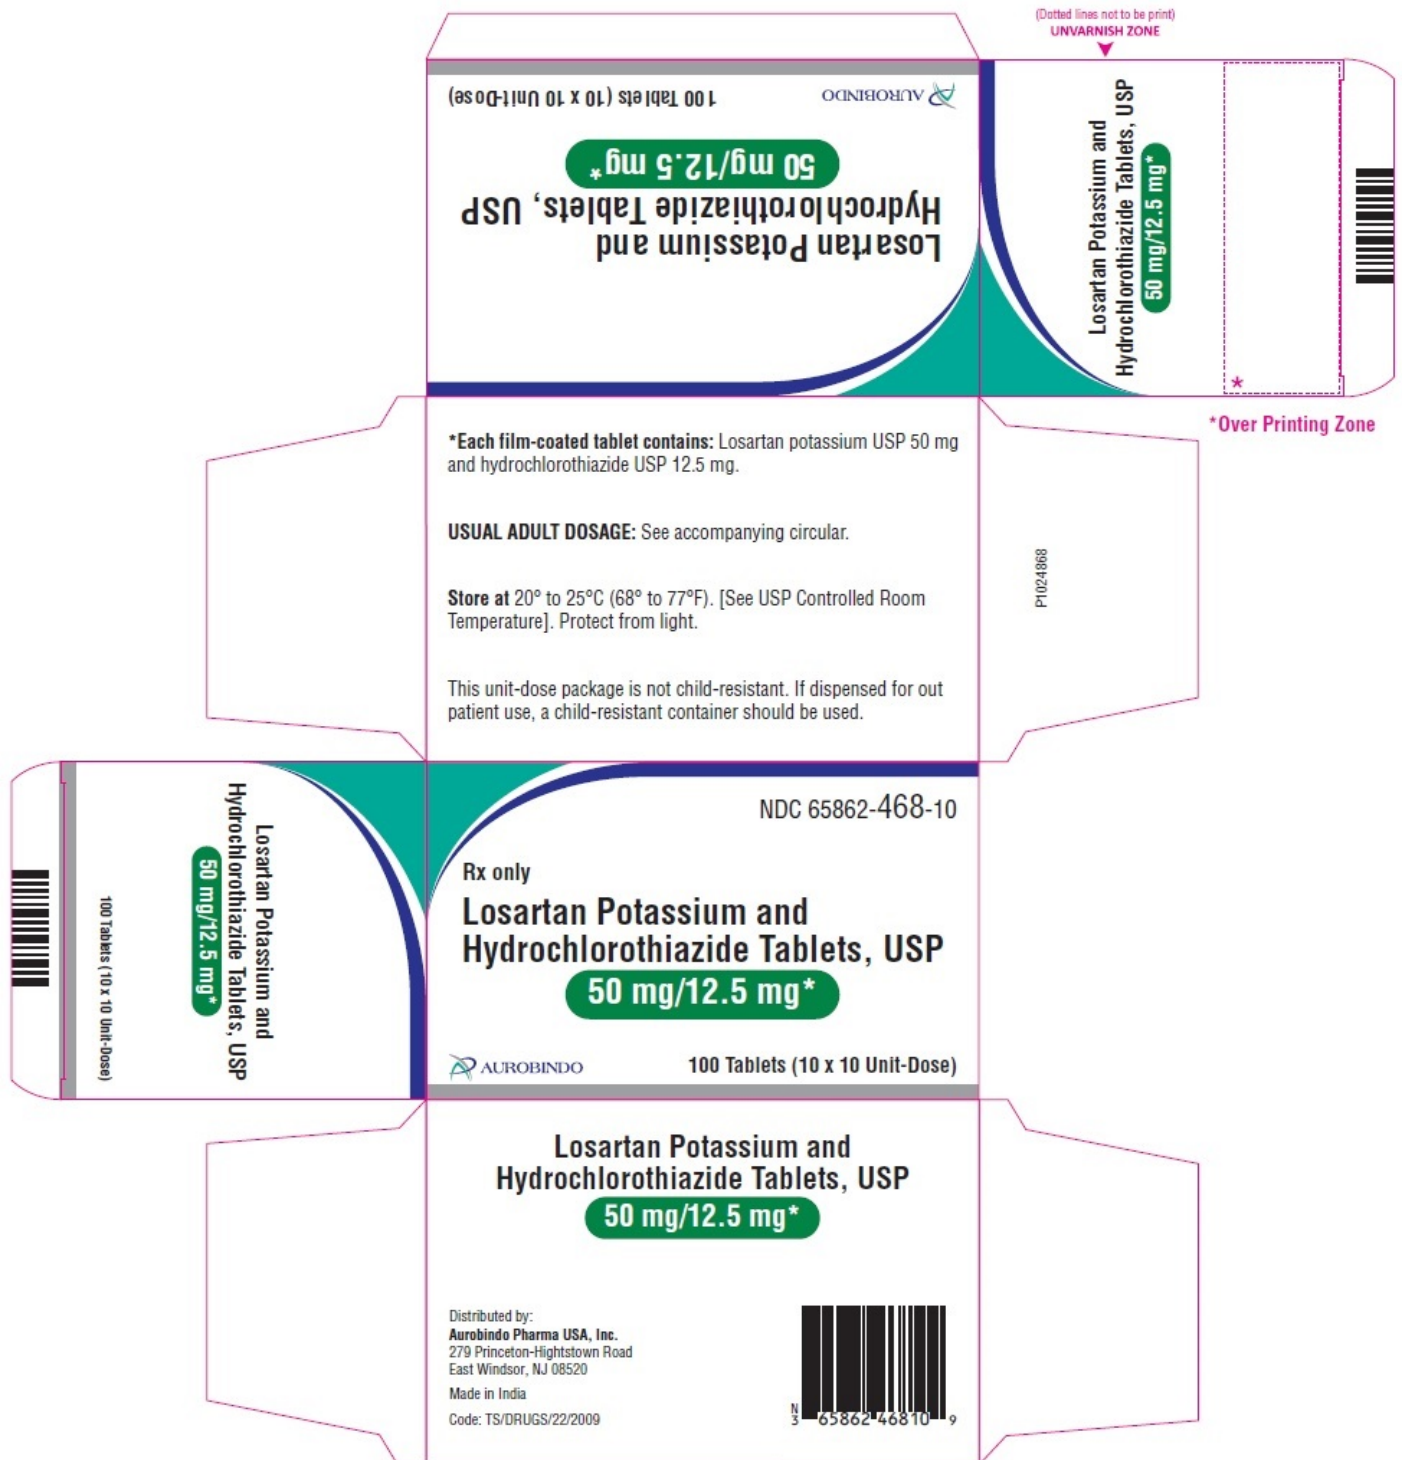 (Dotted lines not to be print)
UNVARNISH ZONE
100 Tablets (10 x 10 Unit-Dose)
AUROBINDO
50 mg/12.5 mg*
Hydrochlorothiazide Tablets, USP
Losartan Potassium and
Losartan Potassium and
Hydrochlorothiazide Tablets, USP
50 mg/12.5 mg*
*
*Over Printing Zone
*Each film-coated tablet contains: Losartan potassium USP 50 mg
and hydrochlorothiazide USP 12.5 mg.
USUAL ADULT DOSAGE: See accompanying circular.
Store at 20° to 25°C (68° to 77°F). [See USP Controlled Room
Temperature]. Protect from light.
This unit-dose package is not child-resistant. If dispensed for out
patient use, a child-resistant container should be used.
P1024868
Losartan Potassium and
Hydrochlorothiazide Tablets, USP
50 mg/12.5 mg*
100 Tablets (10 x 10 Unit-Dose)
NDC 65862-468-10
Rx only
Losartan Potassium and
Hydrochlorothiazide Tablets, USP
50 mg/12.5 mg*
AUROBINDO
100 Tablets (10 x 10 Unit-Dose)
Losartan Potassium and
Hydrochlorothiazide Tablets, USP
50 mg/12.5 mg*
Distributed by:
Aurobindo Pharma USA, Inc.
279 Princeton-Hightstown Road
East Windsor, NJ 08520
Made in India
Code: TS/DRUGS/22/2009
N
3 65862 46810 9